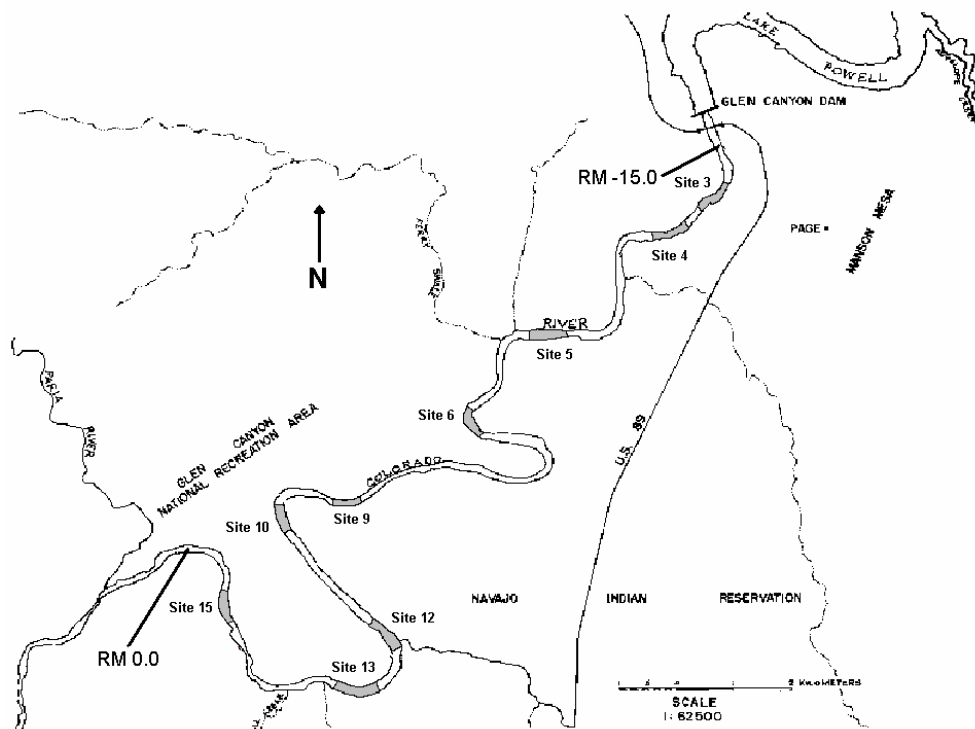 LAKE
POWELL
GLEN CANYON DAM
RM -15.0
Site 3
PAGE
MANSON MESA
Site 4
N
RIVER
Site 5
Site 6
U.S. 89
PARIA
RIVER
GLEN CANYON
NATIONAL RECREATION AREA
COLORADO
Site 9
Site 10
NAVAJO INDIAN RESERVATION
Site 12
Site 15
Site 13
RM 0.0
2 KILOMETERS
SCALE
1: 62500